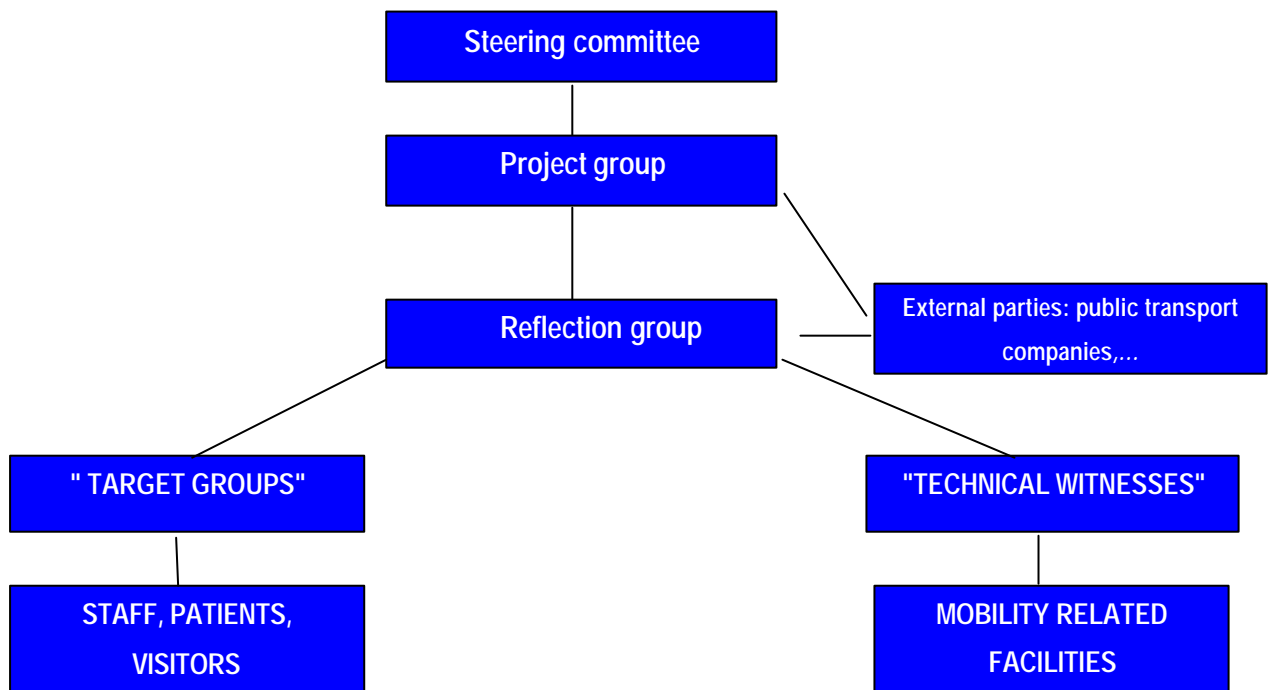 Steering committee
Project group
Reflection group
External parties: public transport
companies,...
" TARGET GROUPS"
"TECHNICAL WITNESSES"
STAFF, PATIENTS,
VISITORS
MOBILITY RELATED
FACILITIES